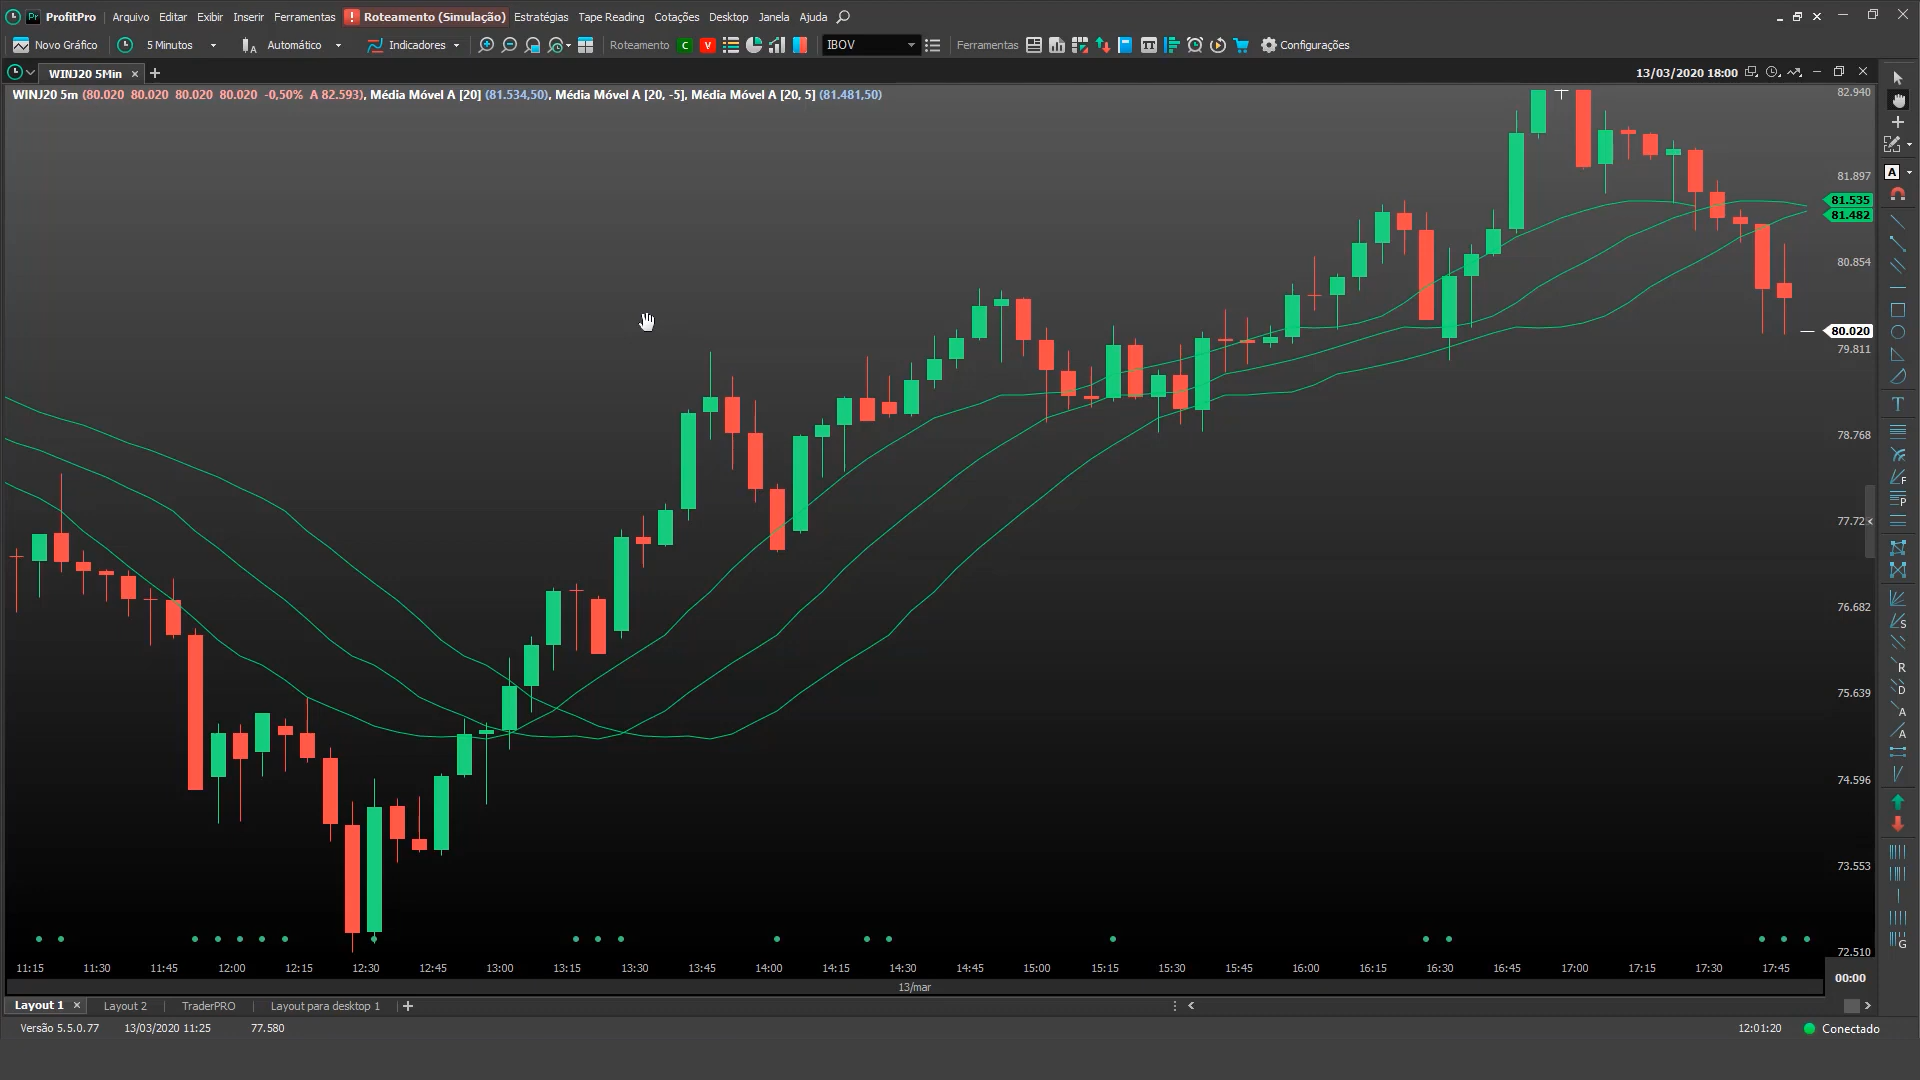 ProfitPro Arquivo Editar Exibir Inserir Ferramentas ! Roteamento (Simulação) Estratégias Tape Reading Cotações Desktop Janela Ajuda
Novo Gráfico 5 Minutos Automático Indicadores Roteamento C V IBOV Ferramentas Configurações
WINJ20 5Min × + 13/03/2020 18:00
WINJ20 5m (80.020 80.020 80.020 80.020 -0,50% A 82.593), Média Móvel A [20] (81.534,50), Média Móvel A [20, -5], Média Móvel A [20, 5] (81.481,50)
82.940
81.897
81.535
81.482
80.854
80.020
79.811
78.768
77.72
76.682
75.639
74.596
73.553
72.510
11:15 11:30 11:45 12:00 12:15 12:30 12:45 13:00 13:15 13:30 13:45 14:00 14:15 14:30 14:45 15:00 15:15 15:30 15:45 16:00 16:15 16:30 16:45 17:00 17:15 17:30 17:45 00:00
13/mar
Layout 1 × Layout 2 TraderPRO Layout para desktop 1 +
Versão 5.5.0.77 13/03/2020 11:25 77.580 12:01:20 Conectado
A
T
F
P
S
R
D
A
A
G